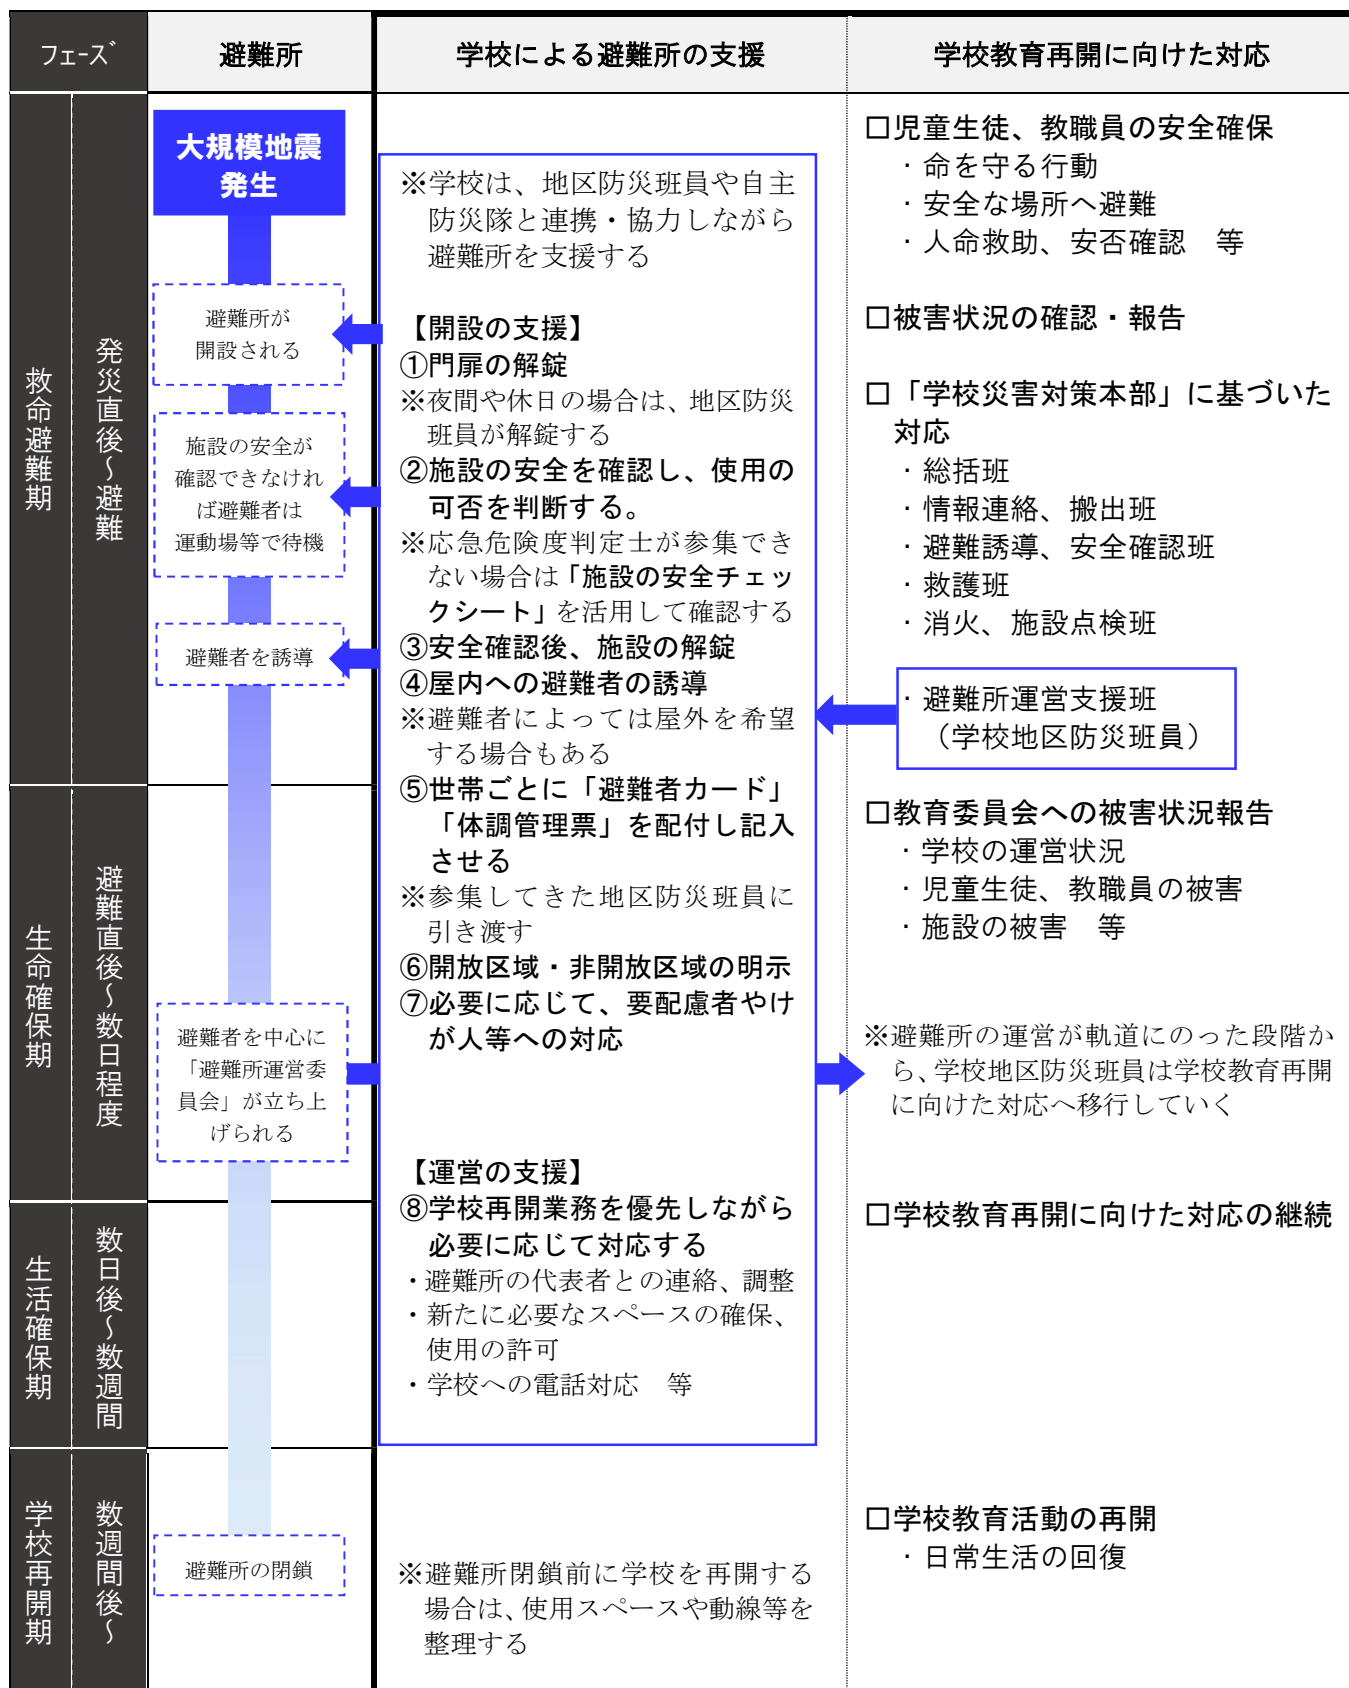 フェーズ
避難所
学校による避難所の支援
学校教育再開に向けた対応
救命避難期
発災直後～避難
大規模地震
発生
避難所が
開設される
施設の安全が
確認できなけれ
ば避難者は
運動場等で待機
避難者を誘導
※学校は、地区防災班員や自主
防災隊と連携・協力しながら
避難所を支援する
【開設の支援】
①門扉の解錠
※夜間や休日の場合は、地区防災
班員が解錠する
②施設の安全を確認し、使用の
可否を判断する。
※応急危険度判定士が参集でき
ない場合は「施設の安全チェッ
クシート」を活用して確認する
③安全確認後、施設の解錠
④屋内への避難者の誘導
※避難者によっては屋外を希望
する場合もある
⑤世帯ごとに「避難者カード」
「体調管理票」を配付し記入
させる
※参集してきた地区防災班員に
引き渡す
⑥開放区域・非開放区域の明示
⑦必要に応じて、要配慮者やけ
が人等への対応
□児童生徒、教職員の安全確保
・命を守る行動
・安全な場所へ避難
・人命救助、安否確認　等
□被害状況の確認・報告
□「学校災害対策本部」に基づいた
対応
・総括班
・情報連絡、搬出班
・避難誘導、安全確認班
・救護班
・消火、施設点検班
・避難所運営支援班
（学校地区防災班員）
生命確保期
避難直後～数日程度
避難者を中心に
「避難所運営委
員会」が立ち上
げられる
□教育委員会への被害状況報告
・学校の運営状況
・児童生徒、教職員の被害
・施設の被害　等
※避難所の運営が軌道にのった段階か
ら、学校地区防災班員は学校教育再開
に向けた対応へ移行していく
生活確保期
数日後～数週間
【運営の支援】
⑧学校再開業務を優先しながら
必要に応じて対応する
・避難所の代表者との連絡、調整
・新たに必要なスペースの確保、
使用の許可
・学校への電話対応　等
□学校教育再開に向けた対応の継続
学校再開期
数週間後～
避難所の閉鎖
※避難所閉鎖前に学校を再開する
場合は、使用スペースや動線等を
整理する
□学校教育活動の再開
・日常生活の回復